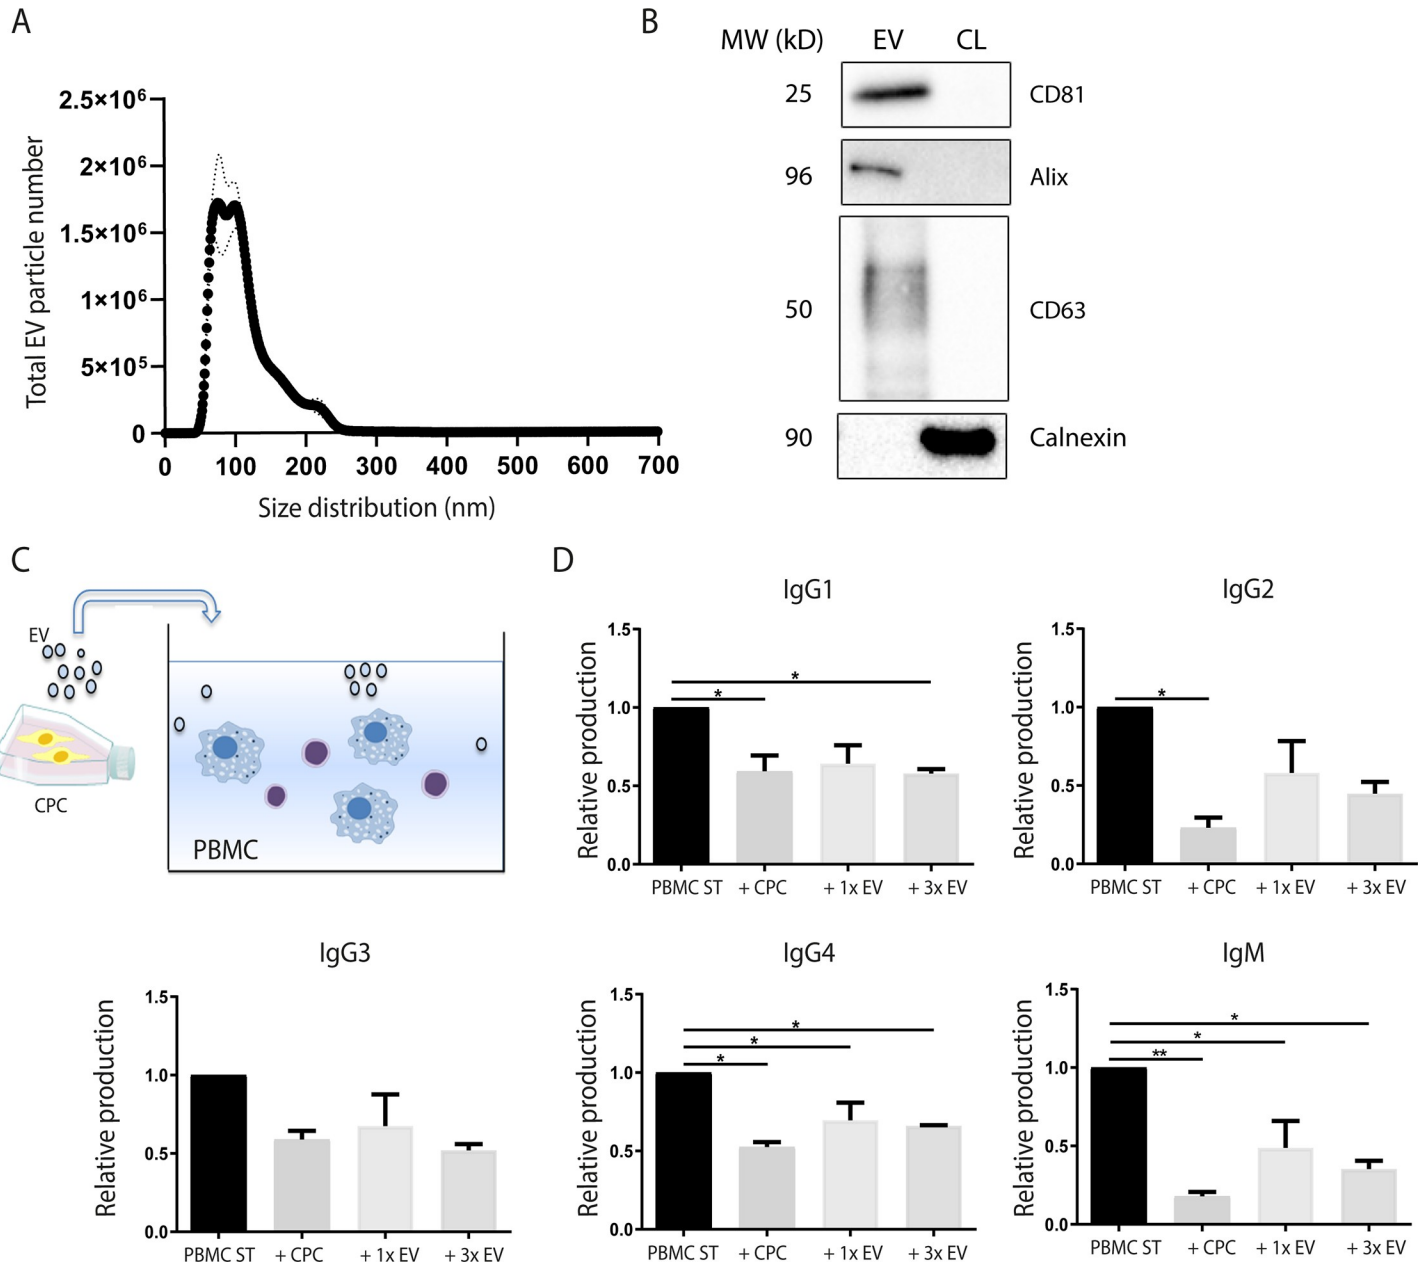 A
2.5×10⁶
2×10⁶
1.5×10⁶
1×10⁶
5×10⁵
0
Total EV particle number
0 100 200 300 400 500 600 700
Size distribution (nm)
B
MW (kD) EV CL
25 CD81
96 Alix
50 CD63
90 Calnexin
C
EV
CPC
PBMC
D
IgG1
Relative production
1.5
* 
*
1.0
0.5
0.0
PBMC ST + CPC + 1x EV + 3x EV
IgG2
Relative production
1.5
*
1.0
0.5
0.0
PBMC ST + CPC + 1x EV + 3x EV
IgG3
Relative production
1.5
1.0
0.5
0.0
PBMC ST + CPC + 1x EV + 3x EV
IgG4
Relative production
1.5
*
*
*
1.0
0.5
0.0
PBMC ST + CPC + 1x EV + 3x EV
IgM
Relative production
1.5
*
*
**
1.0
0.5
0.0
PBMC ST + CPC + 1x EV + 3x EV